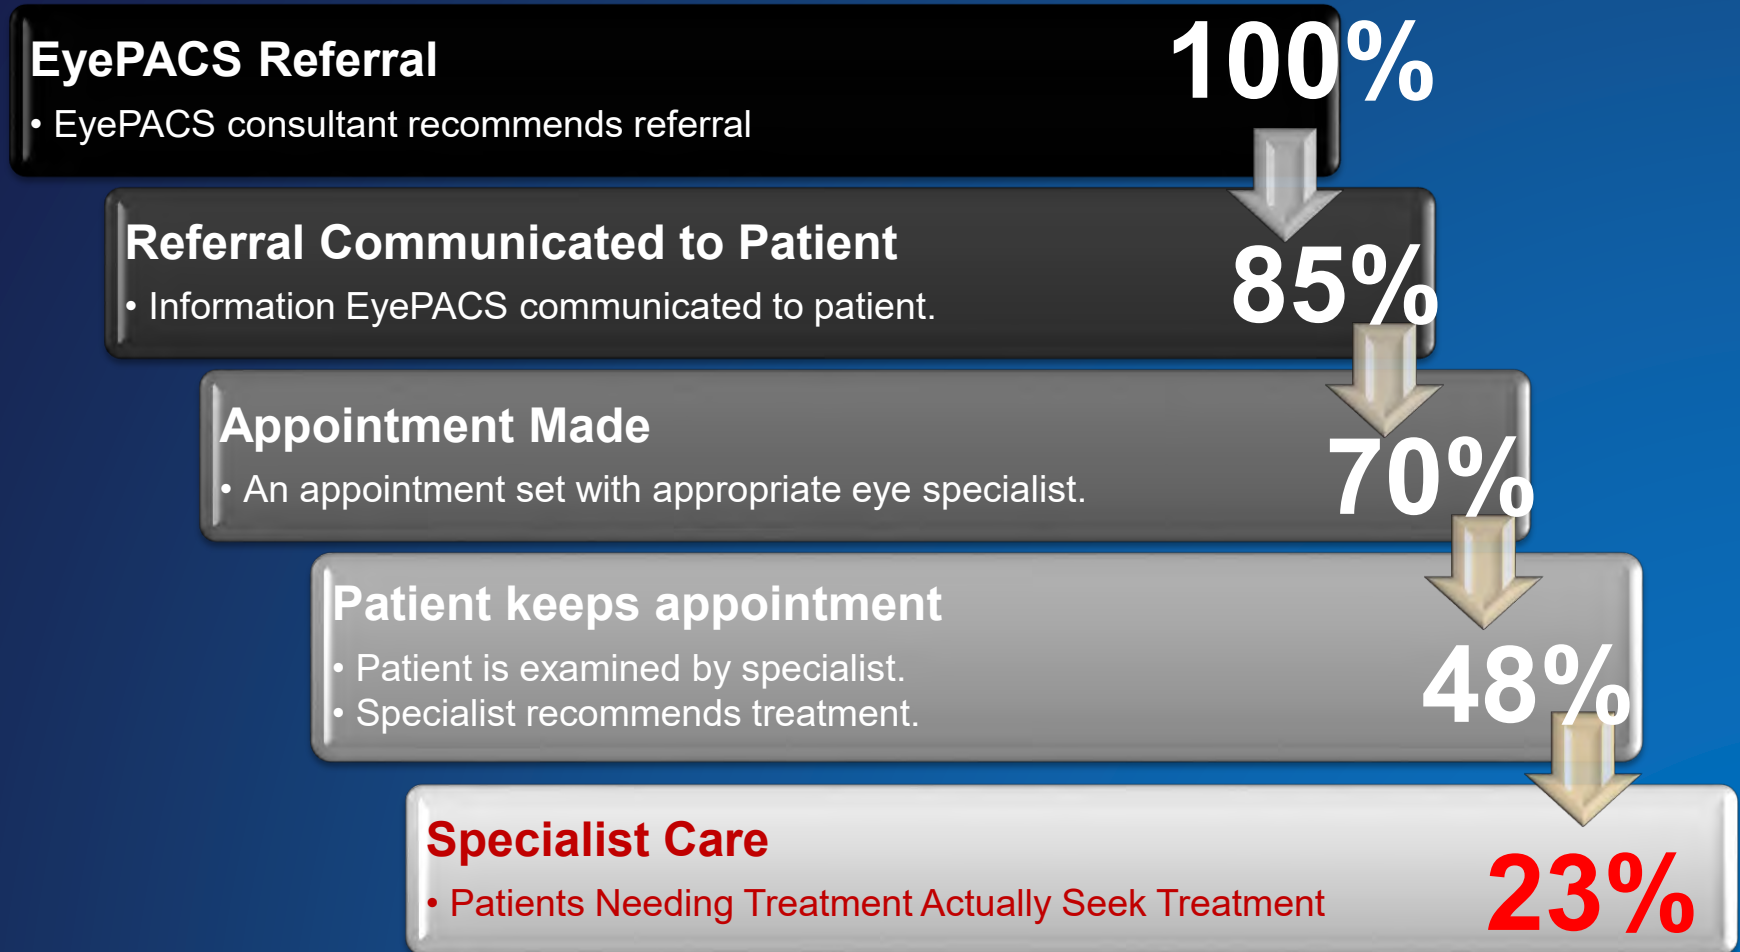 EyePACS Referral
100%
• EyePACS consultant recommends referral
Referral Communicated to Patient
85%
• Information EyePACS communicated to patient.
Appointment Made
70%
• An appointment set with appropriate eye specialist.
Patient keeps appointment
48%
• Patient is examined by specialist.
• Specialist recommends treatment.
Specialist Care
23%
• Patients Needing Treatment Actually Seek Treatment